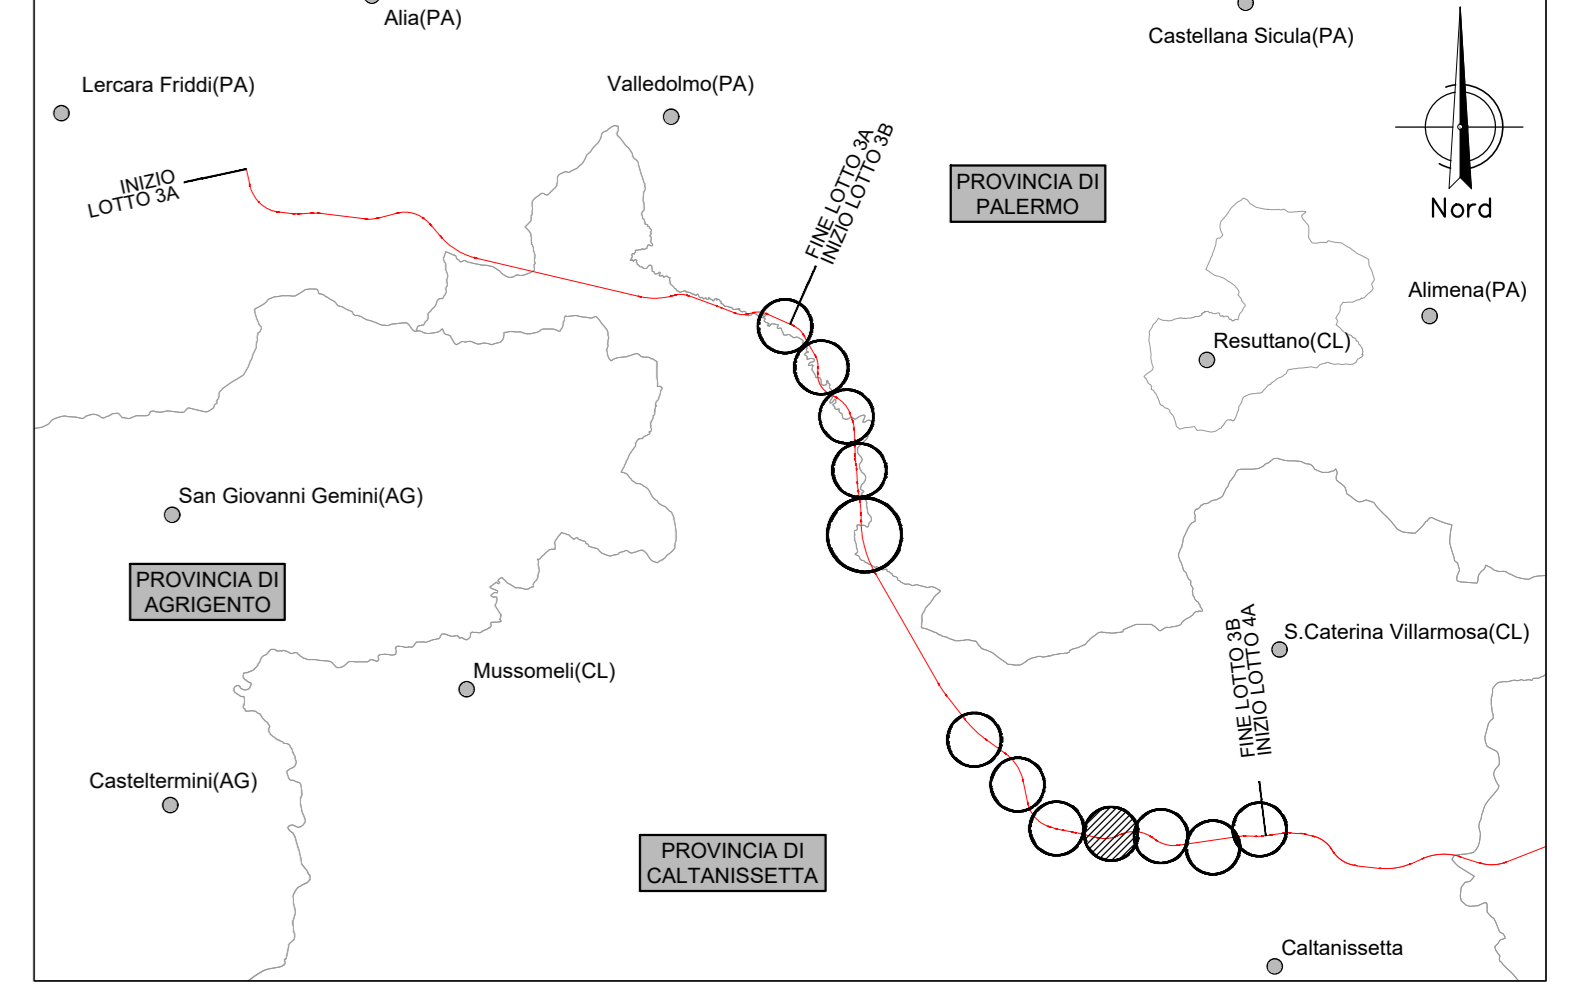 Alia(PA)
Castellana Sicula(PA)
Lercara Friddi(PA)
Valledolmo(PA)
INIZIO
LOTTO 3A
FINE LOTTO 3A
INIZIO LOTTO 3B
PROVINCIA DI
PALERMO
Nord
Alimena(PA)
Resuttano(CL)
San Giovanni Gemini(AG)
PROVINCIA DI
AGRIGENTO
FINE LOTTO 3B
INIZIO LOTTO 4A
S.Caterina Villarmosa(CL)
Mussomeli(CL)
Casteltermini(AG)
PROVINCIA DI
CALTANISSETTA
Caltanissetta